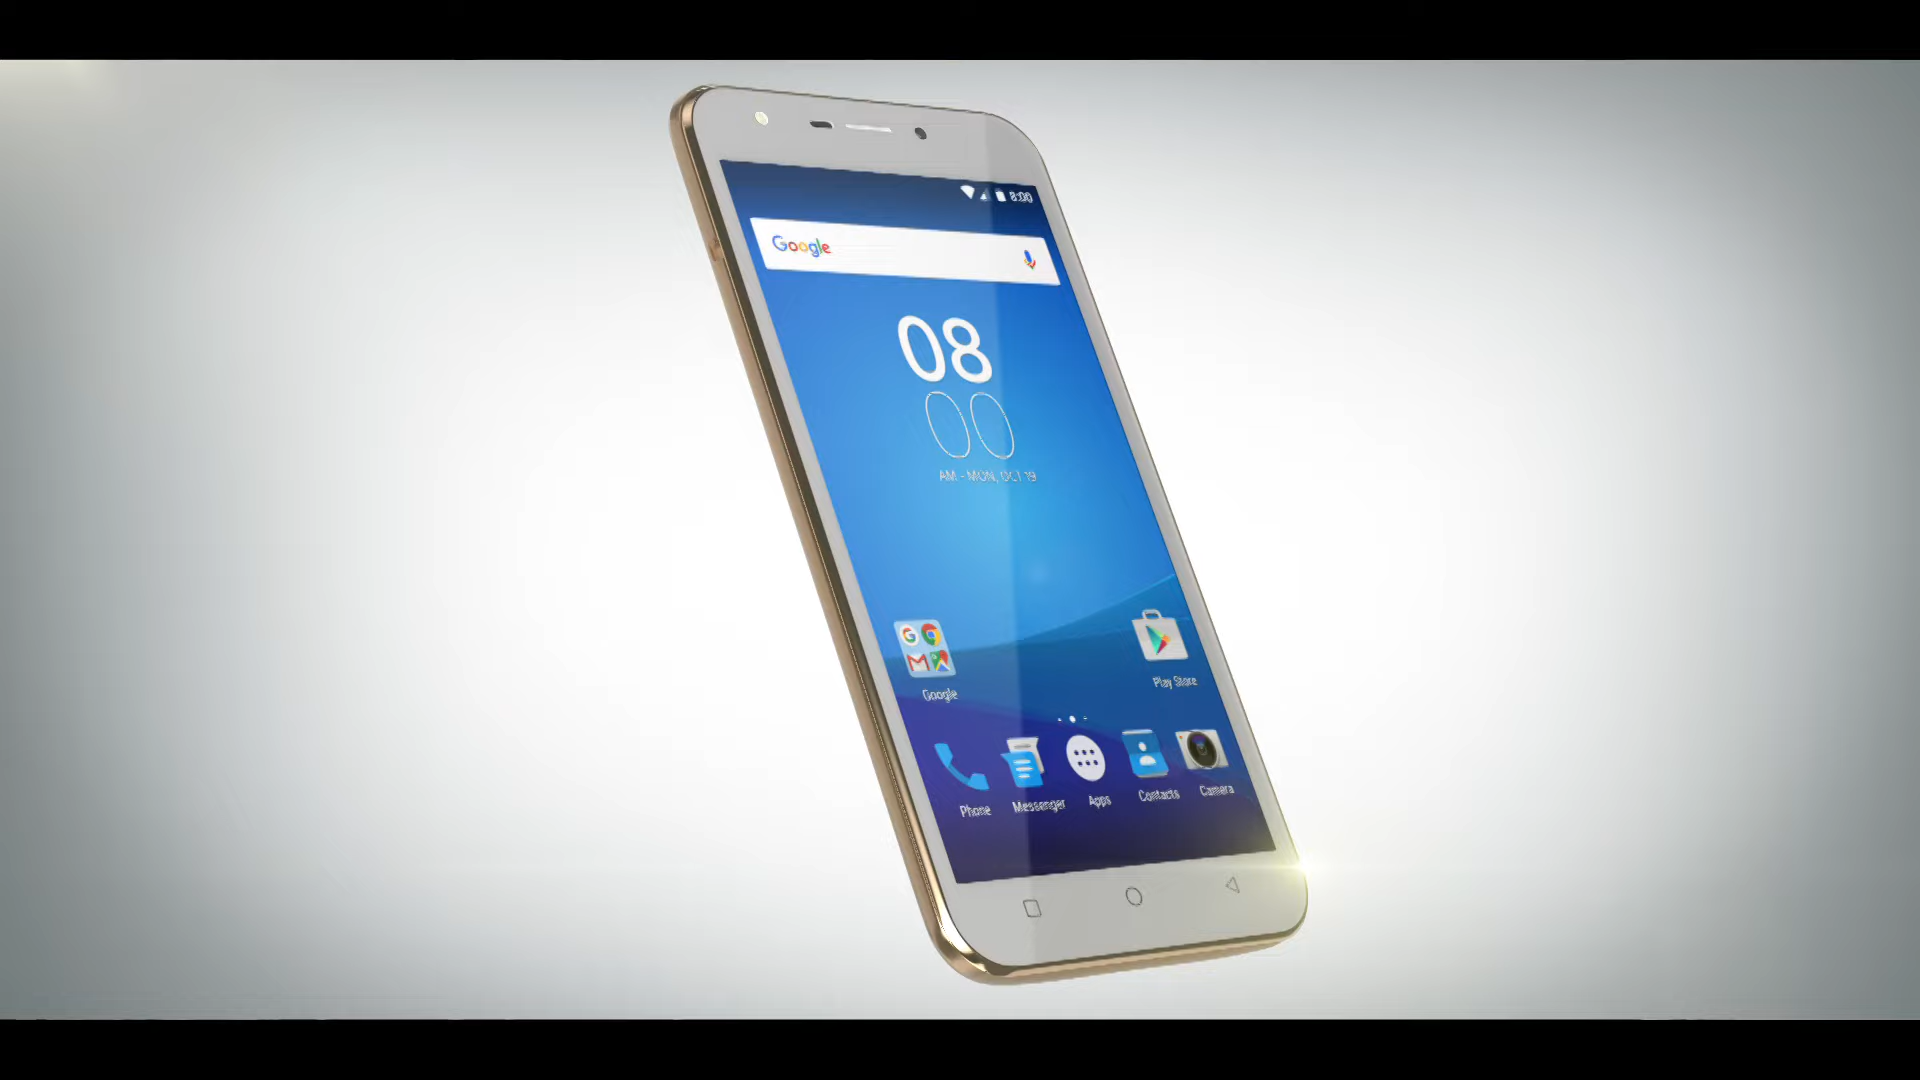 8:00
Google
08
00
AM - MON, OCT 19
Google
Play Store
Phone
Messenger
Apps
Contacts
Camera